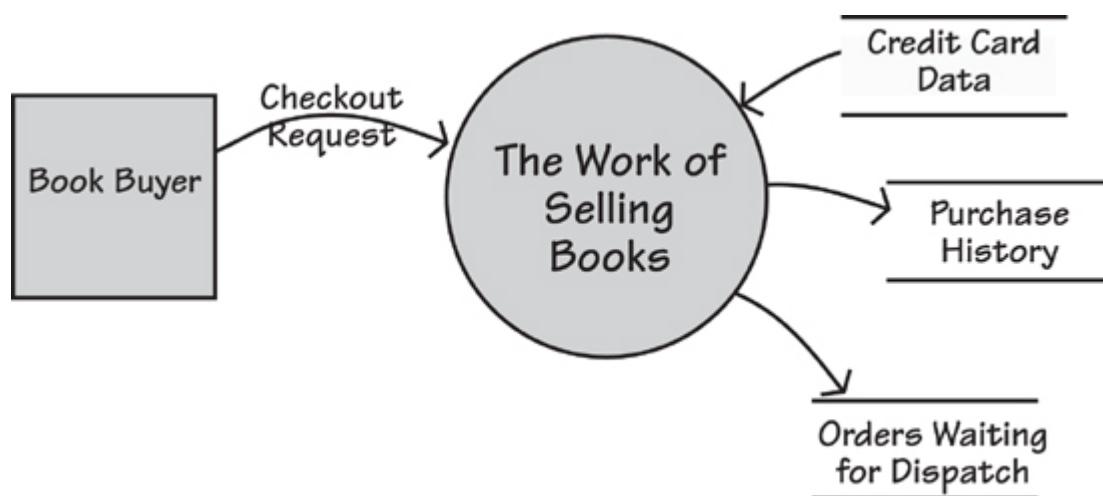 Book Buyer
Checkout
Request
The Work of
Selling
Books
Credit Card
Data
Purchase
History
Orders Waiting
for Dispatch